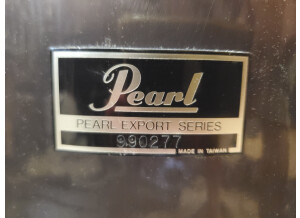 Pearl
PEARL EXPORT SERIES
990277
MADE IN TAIWAN